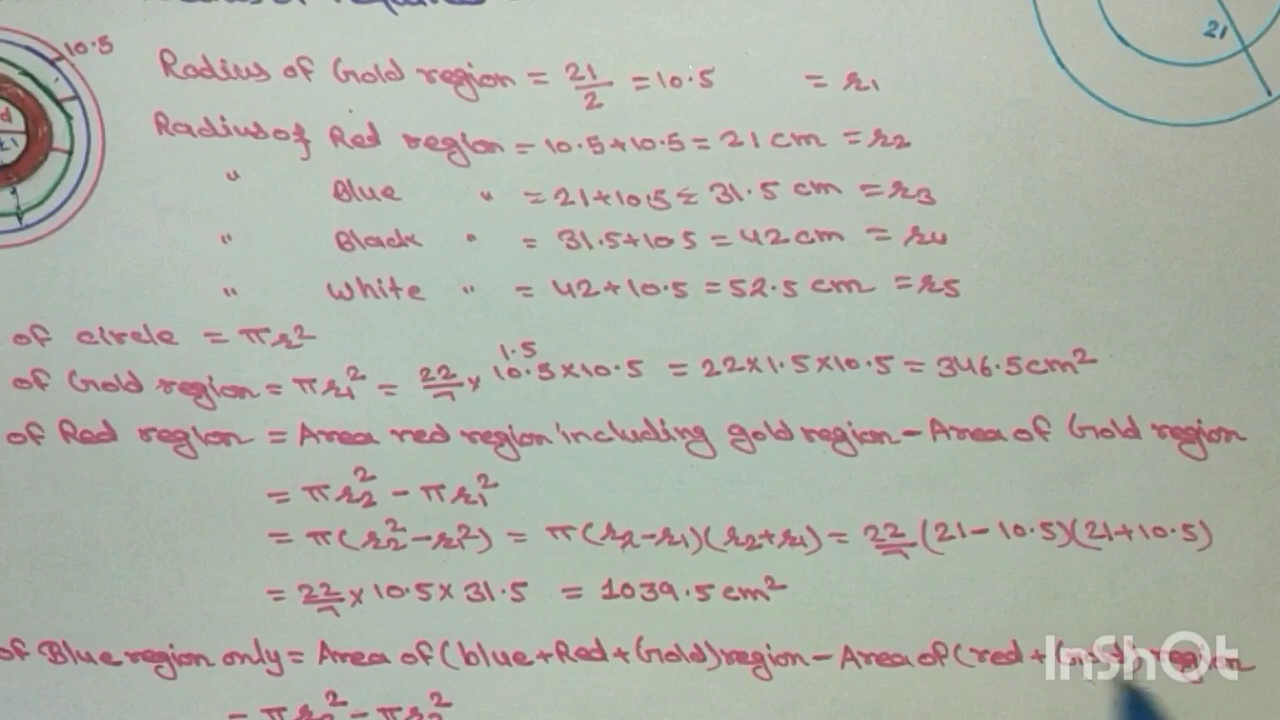 10.5
21
Radius of Gold region = 21/2 = 10.5 = r1
Radius of Red region = 10.5+10.5 = 21 cm = r2
" Blue " = 21+10.5 = 31.5 cm = r3
" Black " = 31.5+10 5 = 42 cm = r4
" White " = 42+10.5 = 52.5 cm = r5
of circle = πr²
of Gold region = πr1² = 22/7 × 10.5×10.5 = 22×1.5×10.5 = 346.5cm²
1.5
of Red region = Area red region including gold region - Area of Gold region
= πr2² - πr1²
= π(r2²-r1²) = π(r2-r1)(r2+r1) = 22/7 (21-10.5)(21+10.5)
= 22/7 × 10.5 × 31.5 = 1039.5 cm²
of Blue region only = Area of (blue+Red+Gold) region - Area of (red + Gold) region
InShOt